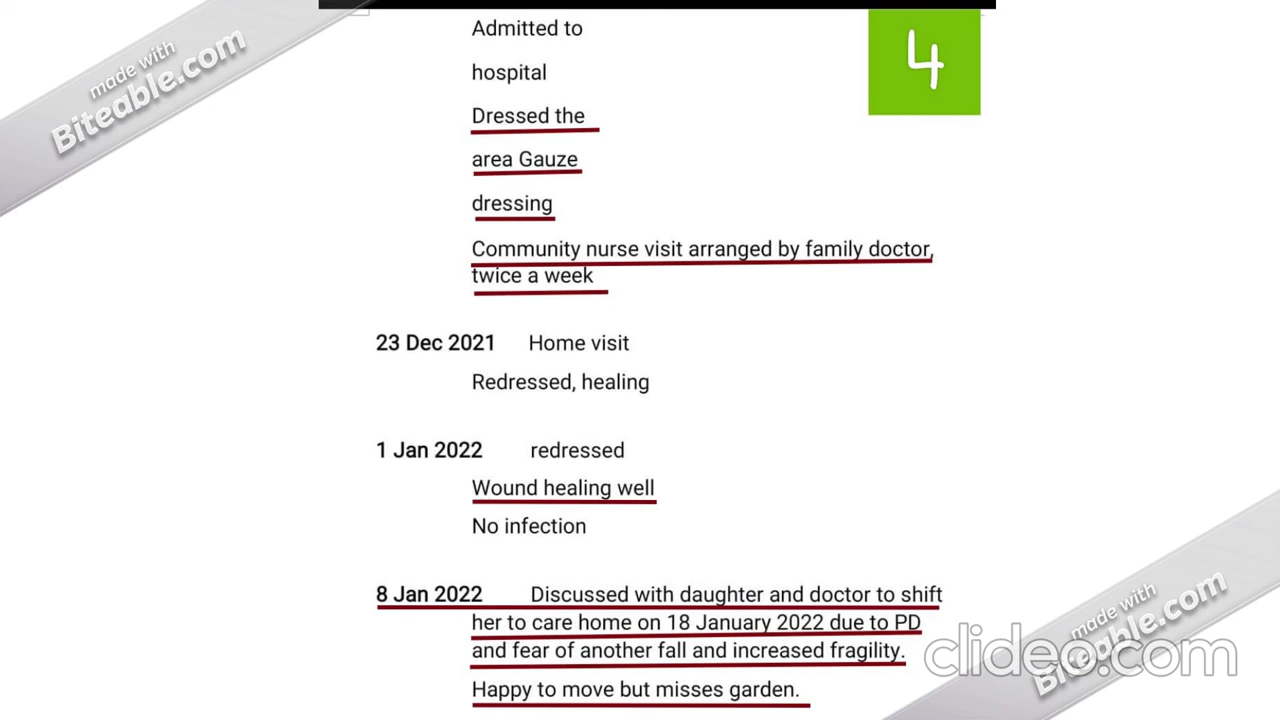 made with
Biteable.com
4
Admitted to
hospital
Dressed the
area Gauze
dressing
Community nurse visit arranged by family doctor,
twice a week
23 Dec 2021 Home visit
Redressed, healing
1 Jan 2022 redressed
Wound healing well
No infection
8 Jan 2022 Discussed with daughter and doctor to shift
her to care home on 18 January 2022 due to PD
and fear of another fall and increased fragility.
Happy to move but misses garden.
clideo.com
made with
Biteable.com